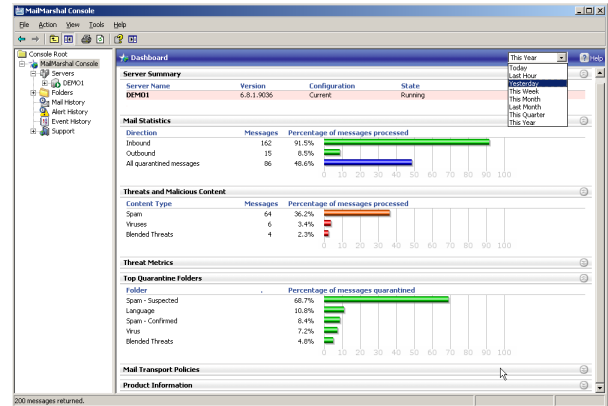 MailMarshal Console
File Action View Tools Help
Console Root
MailMarshal Console
Servers
DEMO1
Folders
Mail History
Alert History
Event History
Support
Dashboard
This Year
Help
Today
Last Hour
Yesterday
This Week
This Month
Last Month
This Quarter
This Year
Server Summary
Server Name Version Configuration State
DEMO1 6.8.1.9036 Current Running
Mail Statistics
Direction Messages Percentage of messages processed
Inbound 162 91.5%
Outbound 15 8.5%
All quarantined messages 86 48.6%
0 10 20 30 40 50 60 70 80 90 100
Threats and Malicious Content
Content Type Messages Percentage of messages processed
Spam 64 36.2%
Viruses 6 3.4%
Blended Threats 4 2.3%
0 10 20 30 40 50 60 70 80 90 100
Threat Metrics
Top Quarantine Folders
Folder . Percentage of messages quarantined
Spam - Suspected 68.7%
Language 10.8%
Spam - Confirmed 8.4%
Virus 7.2%
Blended Threats 4.8%
0 10 20 30 40 50 60 70 80 90 100
Mail Transport Policies
Product Information
200 messages returned.